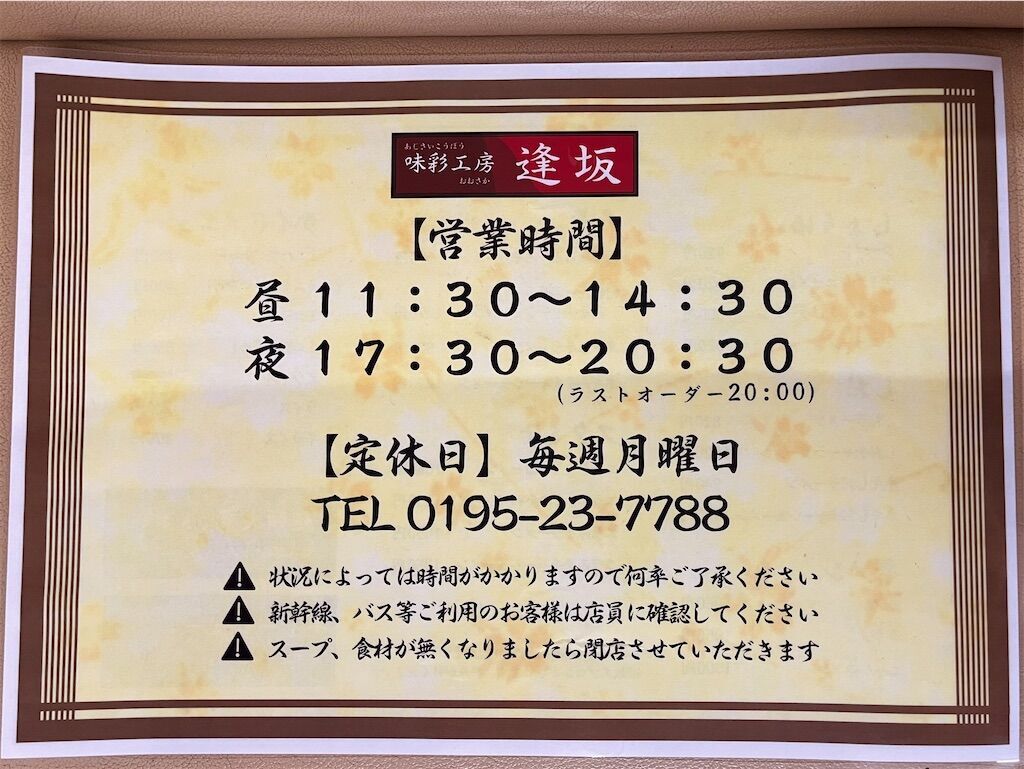 あじさいこうぼう
味彩工房 逢坂
おおさか
【営業時間】
昼 11:30~14:30
夜 17:30~20:30
(ラストオーダー20:00)
【定休日】毎週月曜日
TEL 0195-23-7788
状況によっては時間がかかりますので何卒ご了承ください
新幹線、バス等ご利用のお客様は店員に確認してください
スープ、食材が無くなりましたら閉店させていただきます